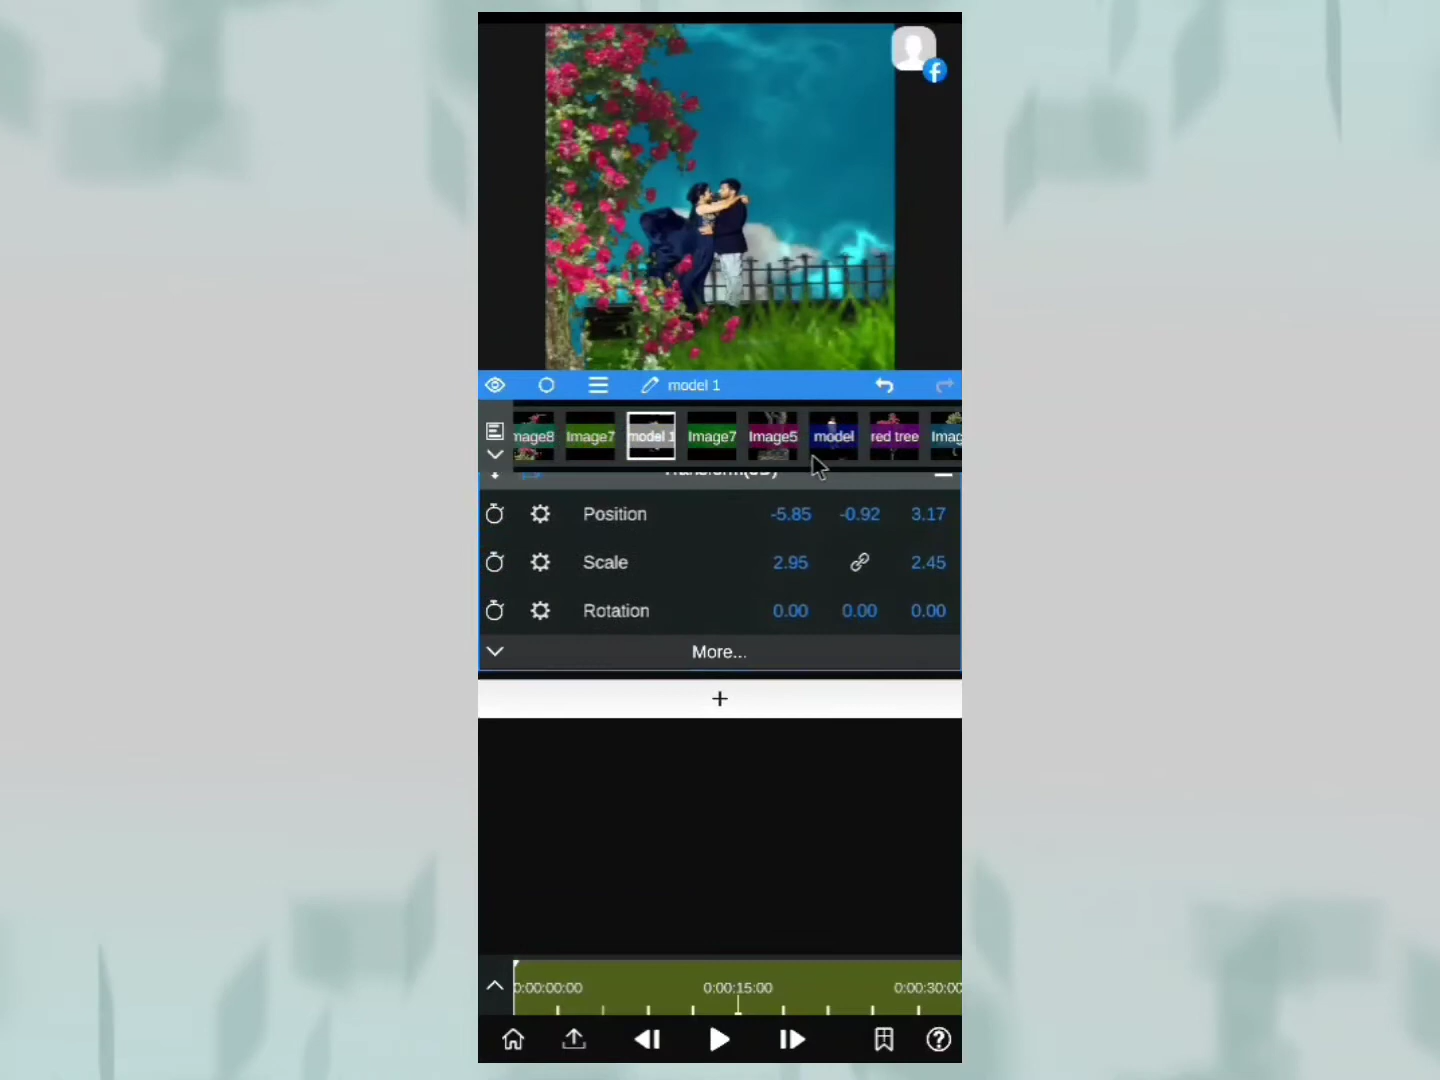 f
model 1
mage8 Image7 model 1 Image7 Image5 model red tree Imag
Position -5.85 -0.92 3.17
Scale 2.95 2.45
Rotation 0.00 0.00 0.00
More...
+
0:00:00:00 0:00:15:00 0:00:30:00
?